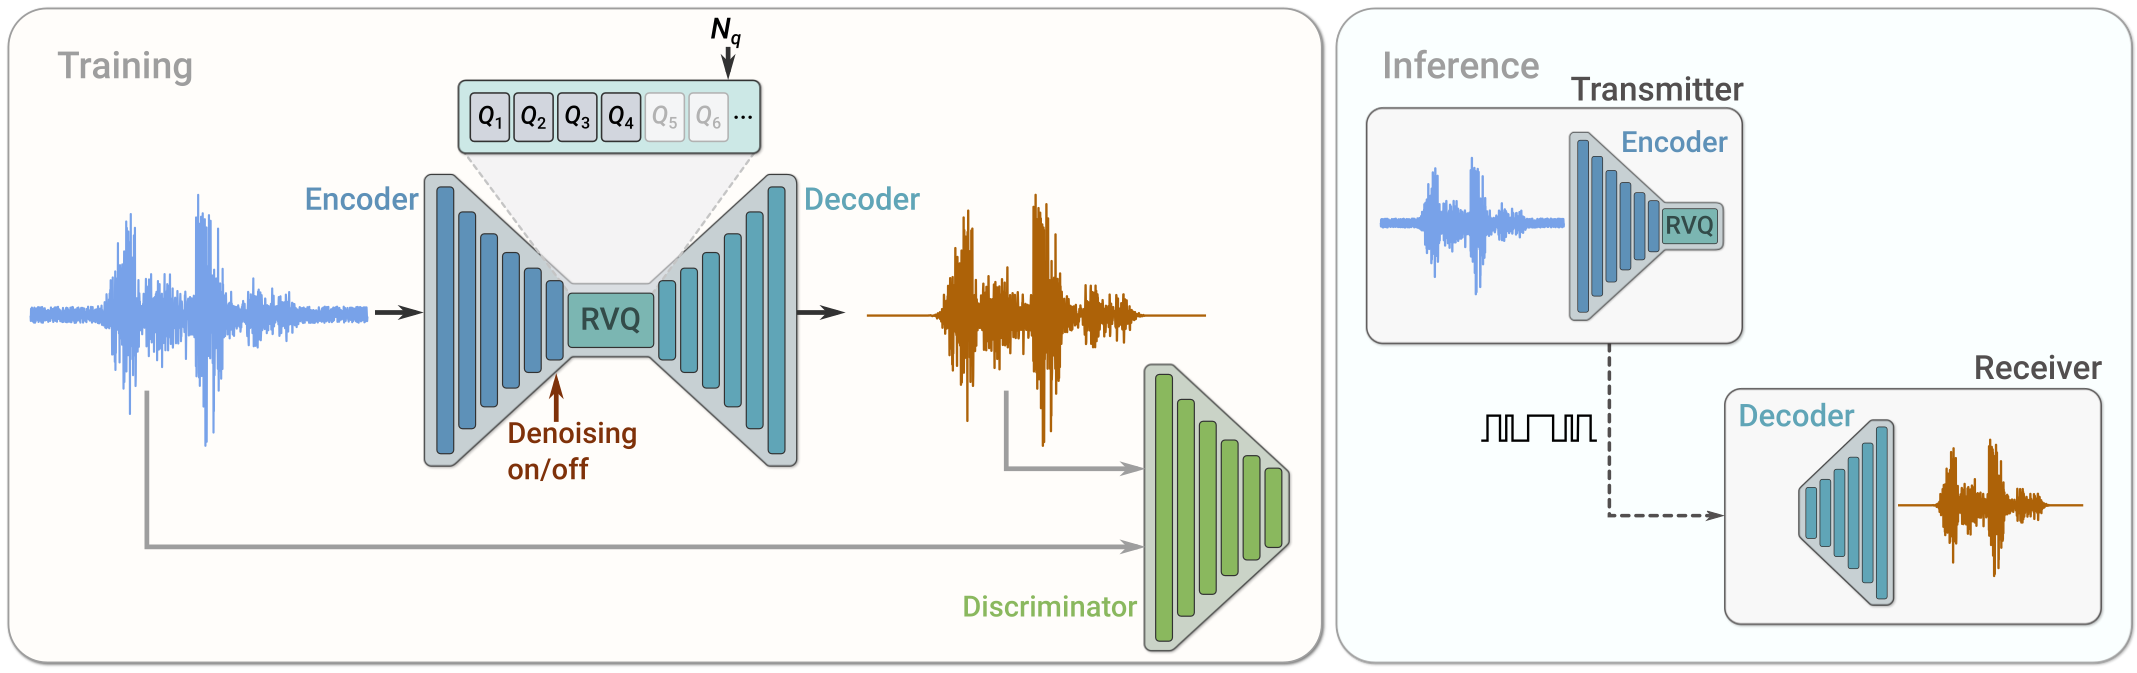 Training
N_q
Q_1 Q_2 Q_3 Q_4 Q_5 Q_6 ...
Encoder
Decoder
RVQ
Denoising
on/off
Discriminator
Inference
Transmitter
Encoder
RVQ
Receiver
Decoder